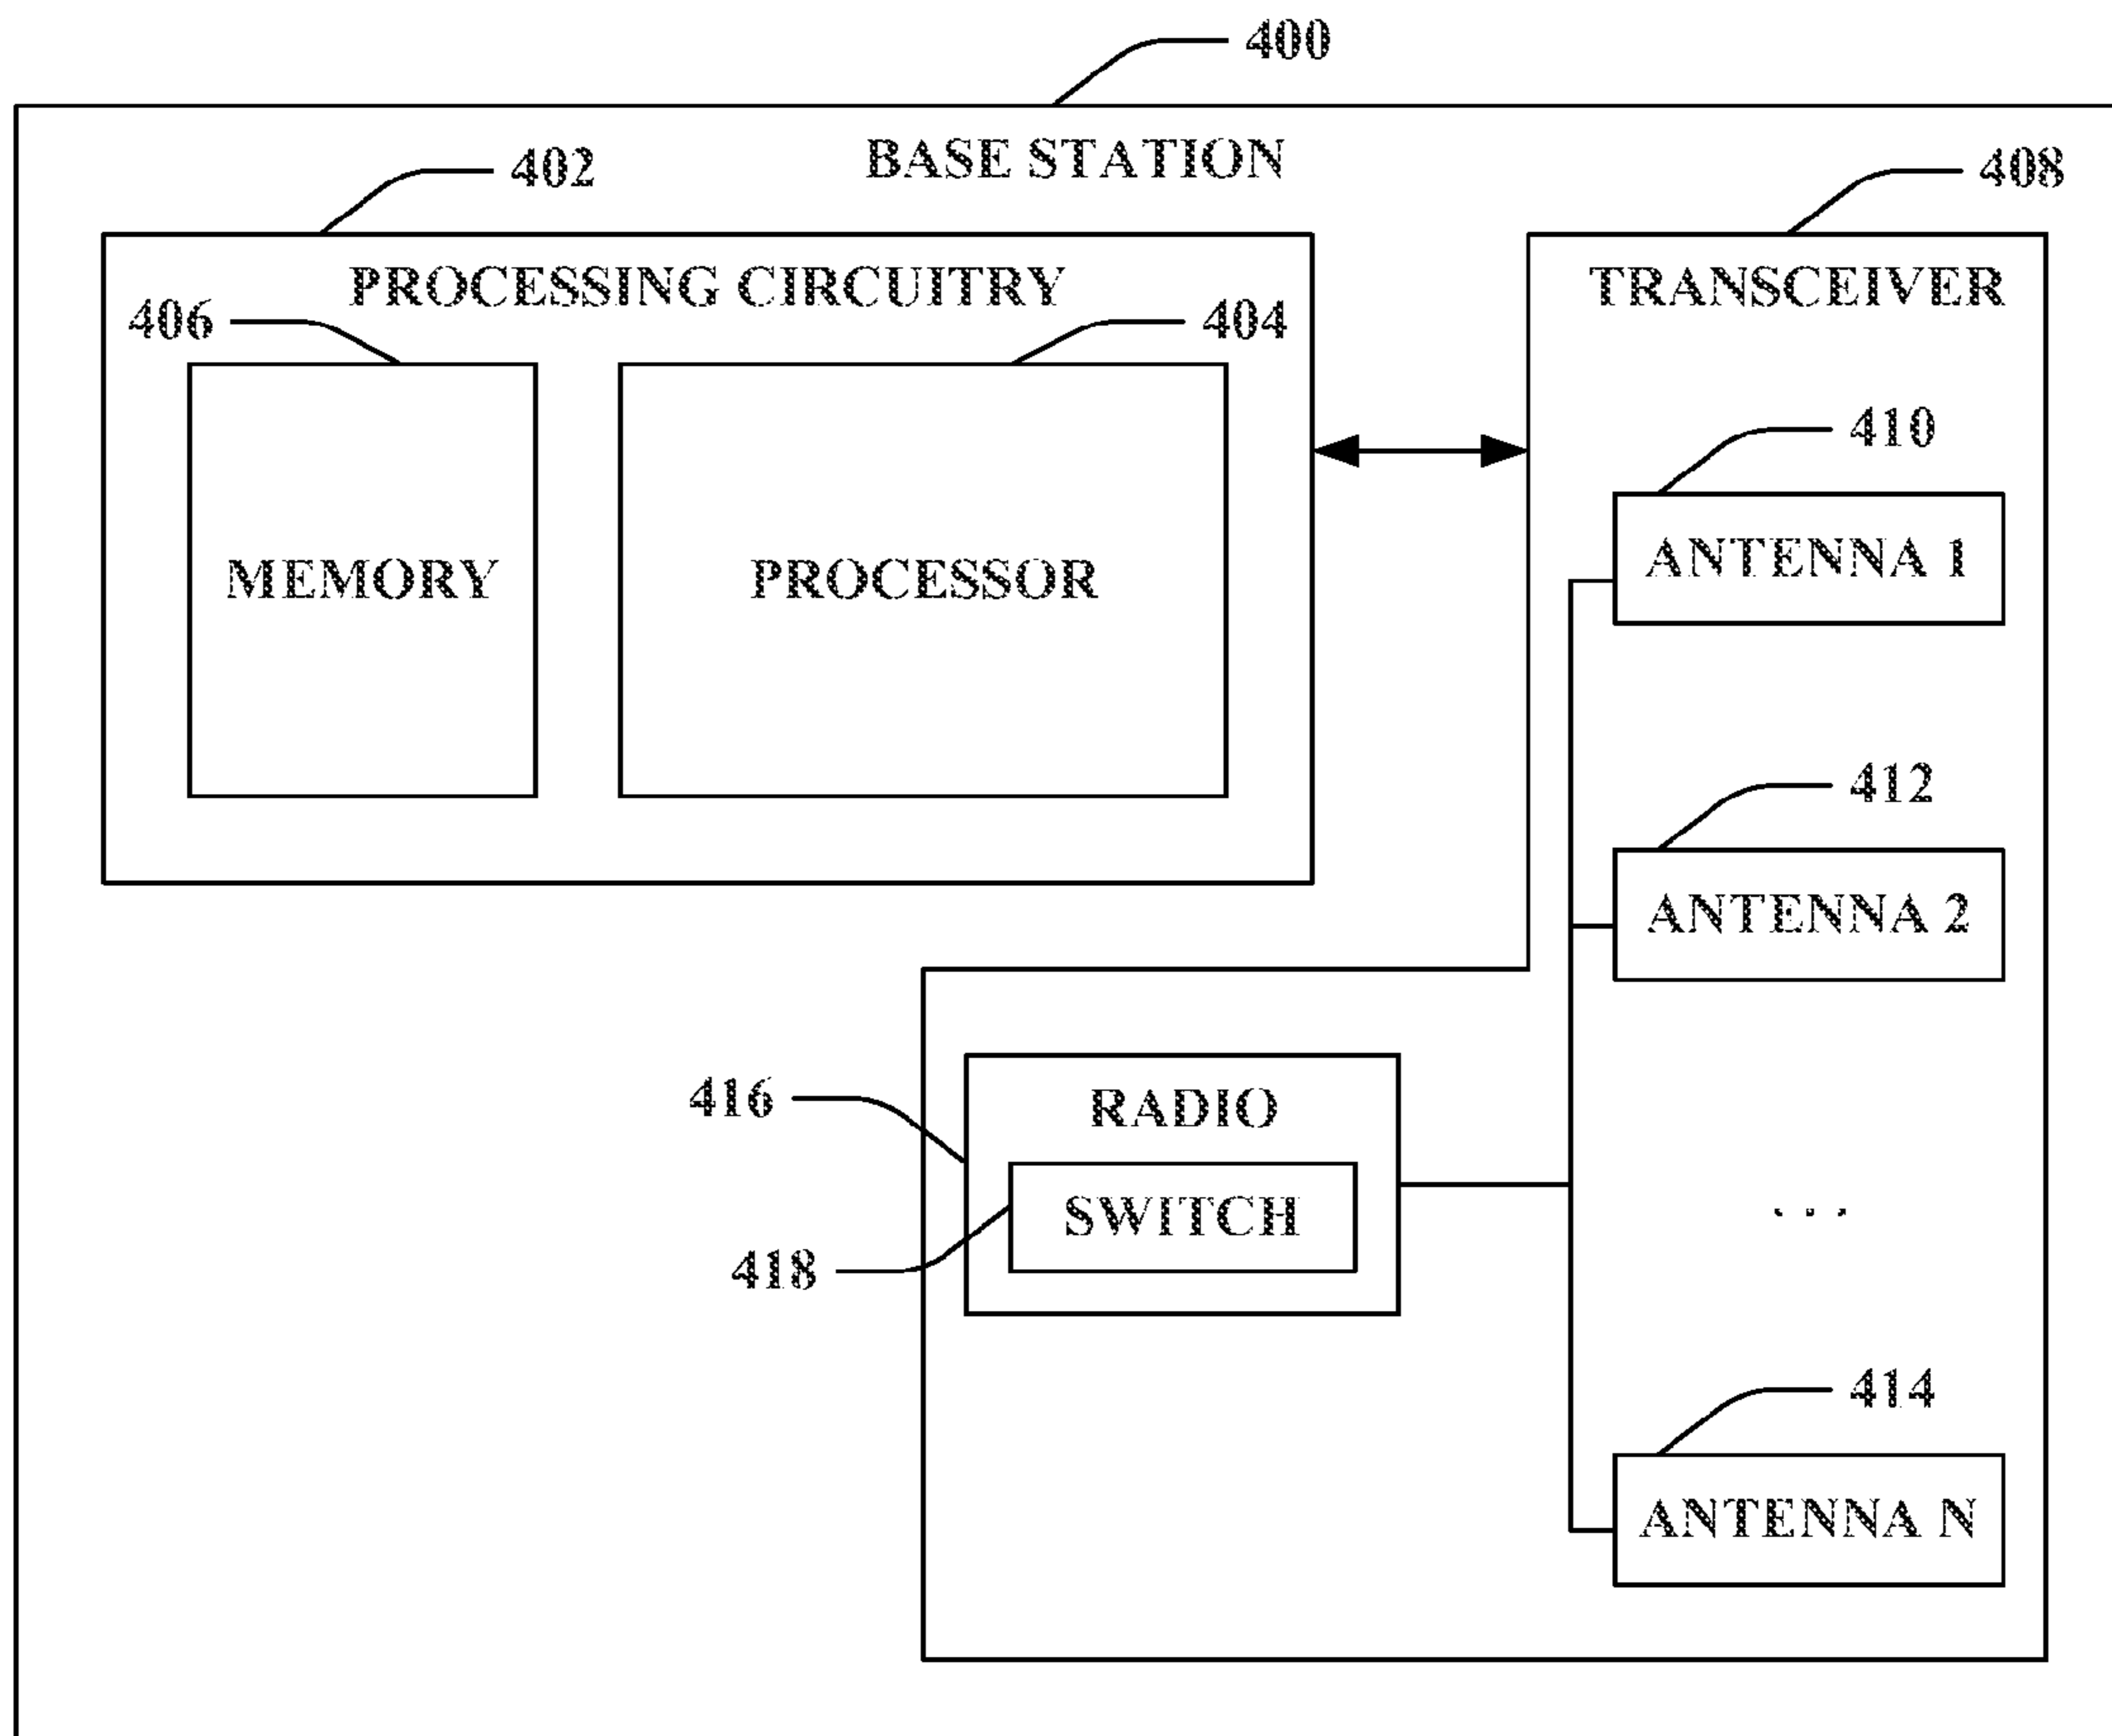 400
BASE STATION
402
408
PROCESSING CIRCUITRY
TRANSCEIVER
406
404
410
MEMORY
PROCESSOR
ANTENNA 1
412
ANTENNA 2
416
RADIO
SWITCH
418
. . .
414
ANTENNA N